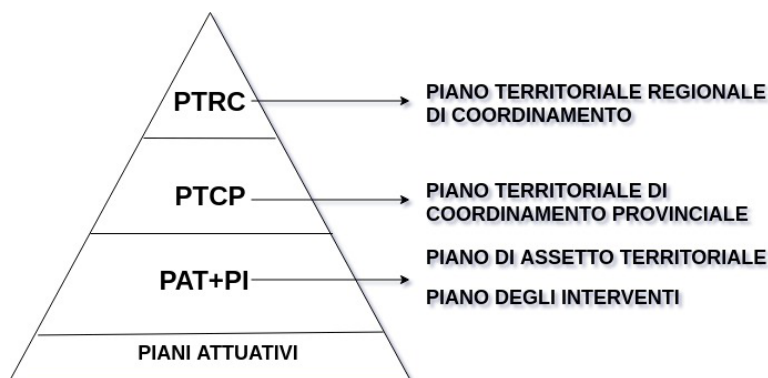 PTRC
PIANO TERRITORIALE REGIONALE
DI COORDINAMENTO
PTCP
PIANO TERRITORIALE DI
COORDINAMENTO PROVINCIALE
PAT+PI
PIANO DI ASSETTO TERRITORIALE
PIANO DEGLI INTERVENTI
PIANI ATTUATIVI